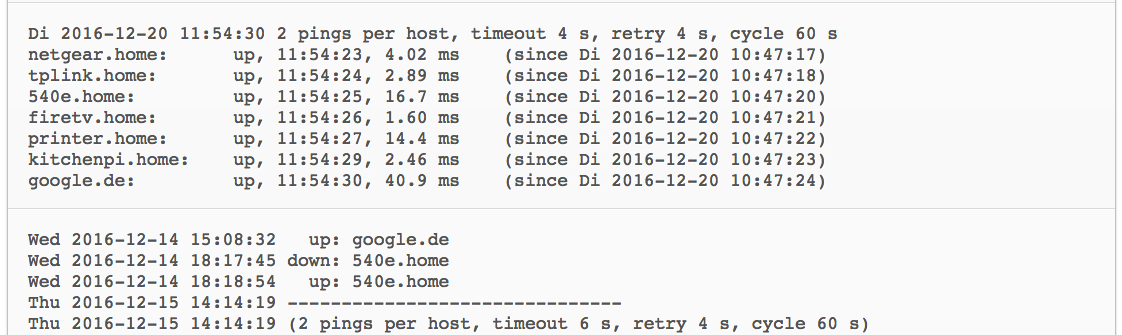 Di 2016-12-20 11:54:30 2 pings per host, timeout 4 s, retry 4 s, cycle 60 s
netgear.home:      up, 11:54:23, 4.02 ms    (since Di 2016-12-20 10:47:17)
tplink.home:       up, 11:54:24, 2.89 ms    (since Di 2016-12-20 10:47:18)
540e.home:         up, 11:54:25, 16.7 ms    (since Di 2016-12-20 10:47:20)
firetv.home:       up, 11:54:26, 1.60 ms    (since Di 2016-12-20 10:47:21)
printer.home:      up, 11:54:27, 14.4 ms    (since Di 2016-12-20 10:47:22)
kitchenpi.home:    up, 11:54:29, 2.46 ms    (since Di 2016-12-20 10:47:23)
google.de:         up, 11:54:30, 40.9 ms    (since Di 2016-12-20 10:47:24)
Wed 2016-12-14 15:08:32   up: google.de
Wed 2016-12-14 18:17:45 down: 540e.home
Wed 2016-12-14 18:18:54   up: 540e.home
Thu 2016-12-15 14:14:19 -------------------------------
Thu 2016-12-15 14:14:19 (2 pings per host, timeout 6 s, retry 4 s, cycle 60 s)